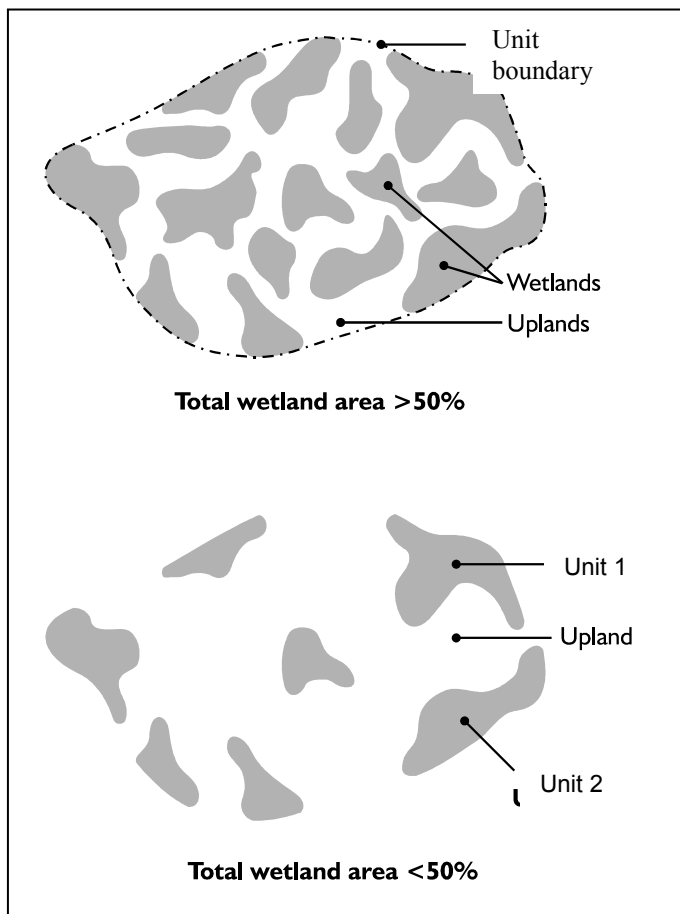 Unit
boundary
Wetlands
Uplands
Total wetland area >50%
Unit 1
Upland
Unit 2
Total wetland area <50%